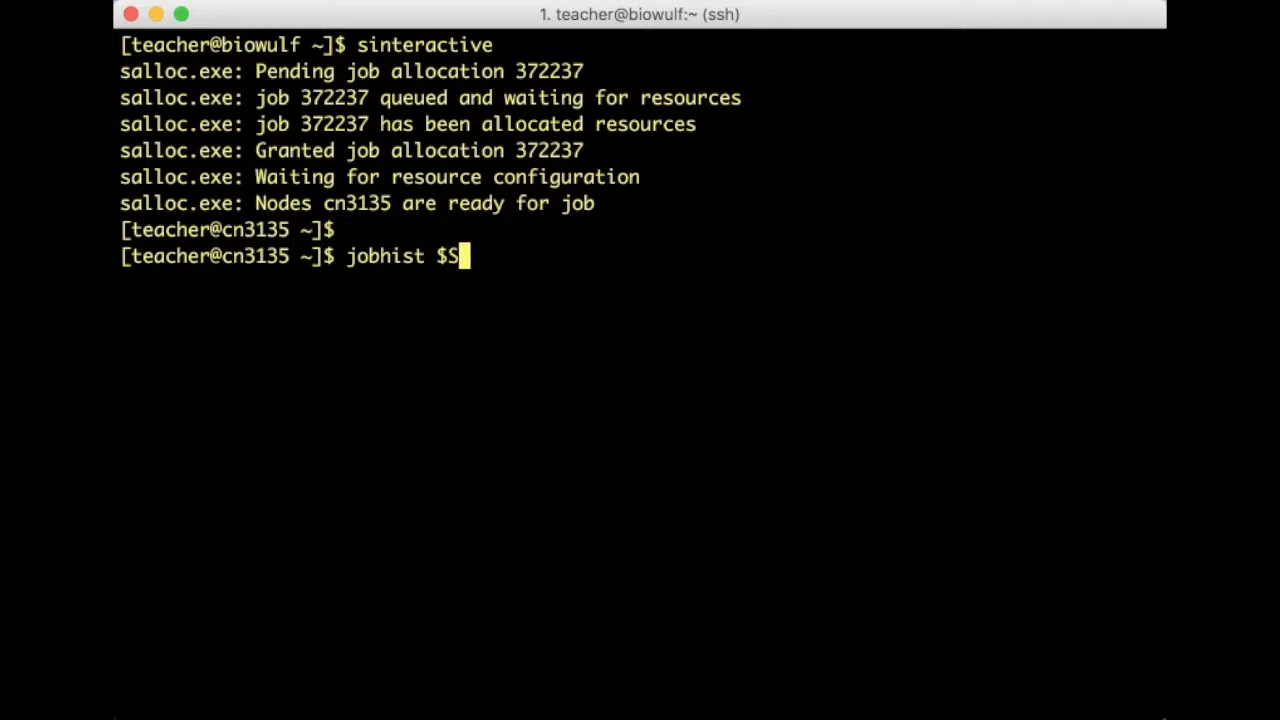 1. teacher@biowulf:~ (ssh)
[teacher@biowulf ~]$ sinteractive
salloc.exe: Pending job allocation 372237
salloc.exe: job 372237 queued and waiting for resources
salloc.exe: job 372237 has been allocated resources
salloc.exe: Granted job allocation 372237
salloc.exe: Waiting for resource configuration
salloc.exe: Nodes cn3135 are ready for job
[teacher@cn3135 ~]$
[teacher@cn3135 ~]$ jobhist $S